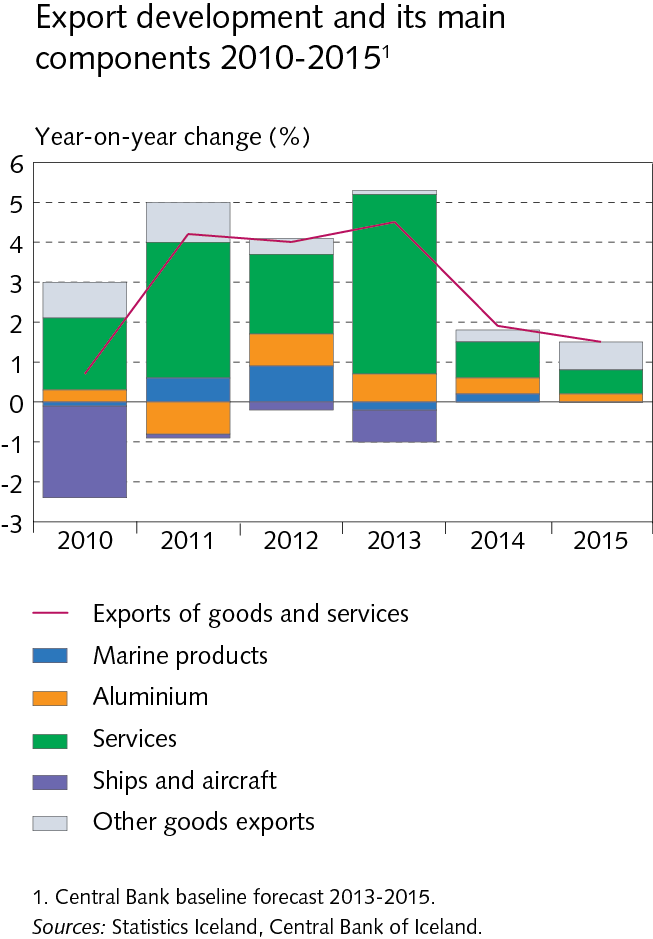 Export development and its main
components 2010-2015¹
Year-on-year change (%)
6
5
4
3
2
1
0
-1
-2
-3
2010 2011 2012 2013 2014 2015
Exports of goods and services
Marine products
Aluminium
Services
Ships and aircraft
Other goods exports
1. Central Bank baseline forecast 2013-2015.
Sources: Statistics Iceland, Central Bank of Iceland.